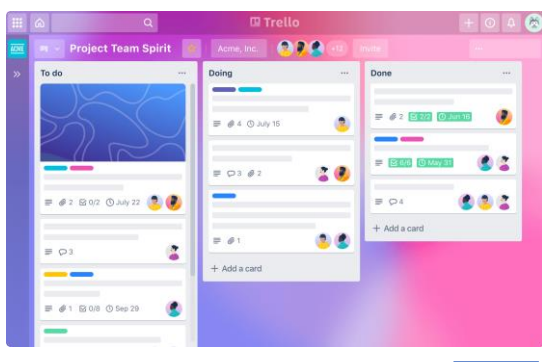 Trello
Project Team Spirit
Acme, Inc.
+12
Invite
To do
2
0/2
July 22
3
1
0/8
Sep 29
Doing
4
July 15
3
2
1
+ Add a card
Done
2
2/2
Jun 16
6/6
May 31
4
+ Add a card